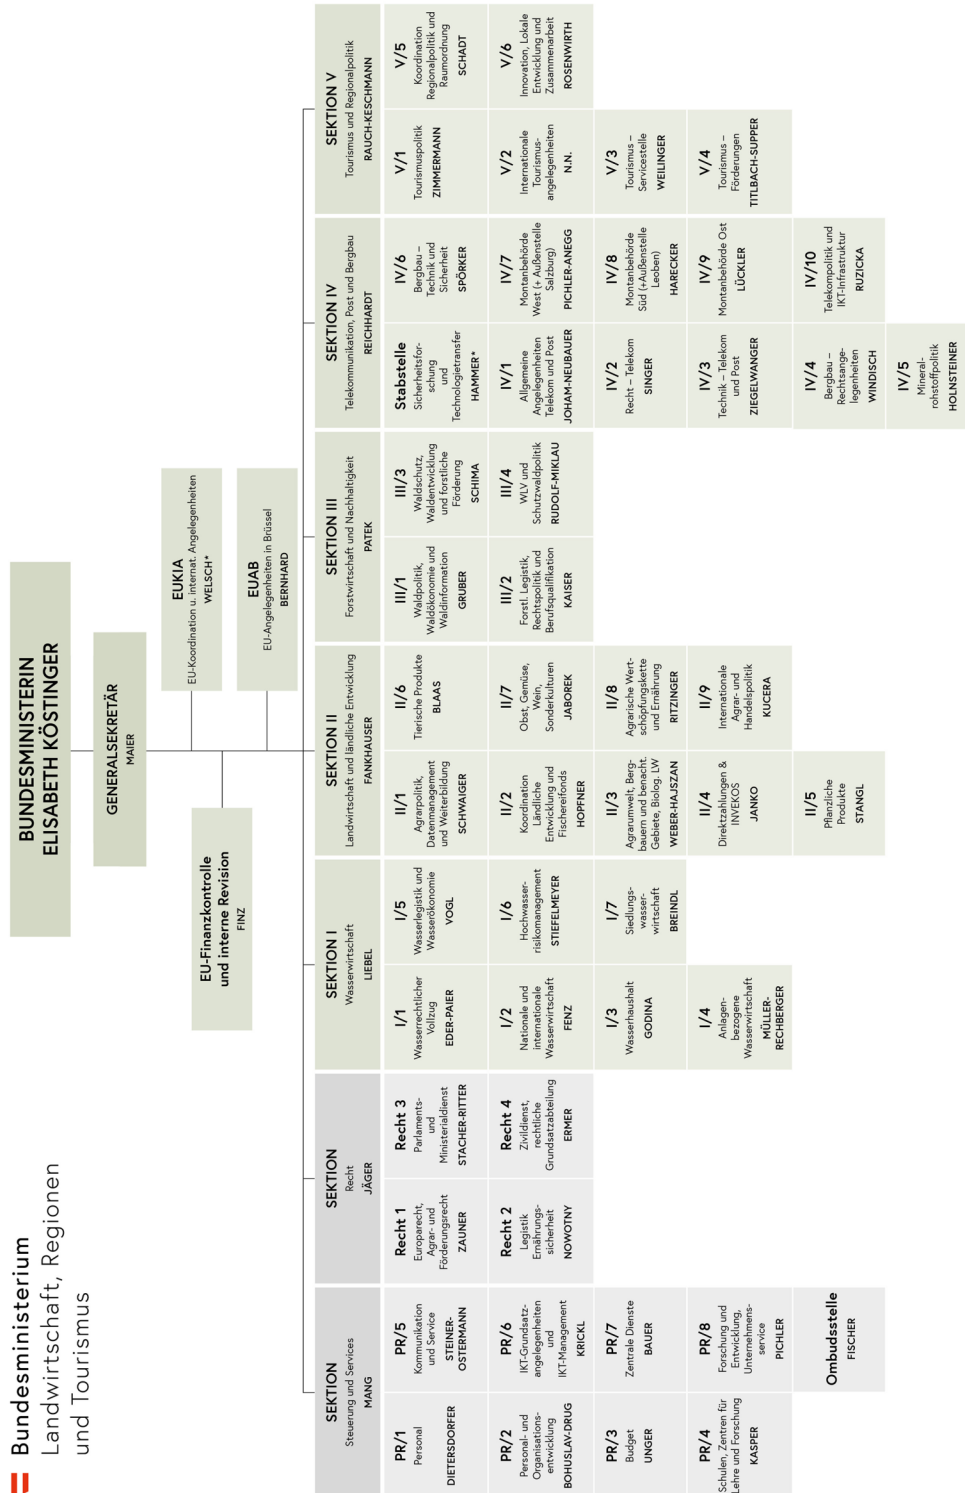 Bundesministerium
Landwirtschaft, Regionen
und Tourismus
BUNDESMINISTERIN
ELISABETH KÖSTINGER
GENERALSEKRETÄR
MAIER
EU-Finanzkontrolle
und interne Revision
FINZ
EUKIA
EU-Koordination u. internat. Angelegenheiten
WELSCH*
EUAB
EU-Angelegenheiten in Brüssel
BERNHARD
SEKTION
Steuerung und Services
MANG
PR/1
Personal
DIETERSDORFER
PR/2
Personal- und
Organisations-
entwicklung
BOHUSLAV-DRUG
PR/3
Budget
UNGER
PR/4
Schulen, Zentren für
Lehre und Forschung
KASPER
PR/5
Kommunikation
und Service
STEINER-
OSTERMANN
PR/6
IKT-Grundsatz-
angelegenheiten
und
IKT-Management
KRICKL
PR/7
Zentrale Dienste
BAUER
PR/8
Forschung und
Entwicklung,
Unternehmens-
service
PICHLER
Ombudsstelle
FISCHER
SEKTION
Recht
JÄGER
Recht 1
Europarecht,
Agrar- und
Förderungsrecht
ZAUNER
Recht 2
Legistik
Ernährungs-
sicherheit
NOWOTNY
Recht 3
Parlaments-
und
Ministerialdienst
STACHER-RITTER
Recht 4
Zivildienst,
rechtliche
Grundsatzabteilung
ERMER
SEKTION I
Wasserwirtschaft
LIEBEL
I/1
Wasserrechtlicher
Vollzug
EDER-PAIER
I/2
Nationale und
internationale
Wasserwirtschaft
FENZ
I/3
Wasserhaushalt
GODINA
I/4
Anlagen-
bezogene
Wasserwirtschaft
MÜLLER-
RECHBERGER
I/5
Wasserlegistik und
Wasserökonomie
VOGL
I/6
Hochwasser-
risikomanagement
STIEFELMEYER
I/7
Siedlungs-
wasser-
wirtschaft
BREINDL
SEKTION II
Landwirtschaft und ländliche Entwicklung
FANKHAUSER
II/1
Agrarpolitik,
Datenmanagement
und Weiterbildung
SCHWAIGER
II/2
Koordination
Ländliche
Entwicklung und
Fischereifonds
HOPFNER
II/3
Agrarumwelt, Berg-
bauern und benacht.
Gebiete, Biolog. LW
WEBER-HAJSZAN
II/4
Direktzahlungen &
INVEKOS
JANKO
II/5
Pflanzliche
Produkte
STANGL
II/6
Tierische Produkte
BLAAS
II/7
Obst, Gemüse,
Wein,
Sonderkulturen
JABOREK
II/8
Agrarische Wert-
schöpfungskette
und Ernährung
RITZINGER
II/9
Internationale
Agrar- und
Handelspolitik
KUCERA
SEKTION III
Forstwirtschaft und Nachhaltigkeit
PATEK
III/1
Waldpolitik,
Waldökonomie und
Waldinformation
GRUBER
III/2
Forstl. Legistik,
Rechtspolitik und
Berufsqualifikation
KAISER
III/3
Waldschutz,
Waldentwicklung
und forstliche
Förderung
SCHIMA
III/4
WLV und
Schutzwaldpolitik
RUDOLF-MIKLAU
SEKTION IV
Telekommunikation, Post und Bergbau
REICHHARDT
Stabstelle
Sicherheitsfor-
schung
und
Technologietransfer
HAMMER*
IV/1
Allgemeine
Angelegenheiten
Telekom und Post
JOHAM-NEUBAUER
IV/2
Recht – Telekom
SINGER
IV/3
Technik – Telekom
und Post
ZIEGELWANGER
IV/4
Bergbau –
Rechtsange-
legenheiten
WINDISCH
IV/5
Mineral-
rohstoffpolitik
HOLNSTEINER
IV/6
Bergbau –
Technik und
Sicherheit
SPÖRKER
IV/7
Montanbehörde
West (+ Außenstelle
Salzburg)
PICHLER-ANEGG
IV/8
Montanbehörde
Süd (+Außenstelle
Leoben)
HARECKER
IV/9
Montanbehörde Ost
LÜCKLER
IV/10
Telekompolitik und
IKT-Infrastruktur
RUZICKA
SEKTION V
Tourismus und Regionalpolitik
RAUCH-KESCHMANN
V/1
Tourismuspolitik
ZIMMERMANN
V/2
Internationale
Tourismus-
angelegenheiten
N.N.
V/3
Tourismus –
Servicestelle
WEILINGER
V/4
Tourismus –
Förderungen
TITLBACH-SUPPER
V/5
Koordination
Regionalpolitik und
Raumordnung
SCHADT
V/6
Innovation, Lokale
Entwicklung und
Zusammenarbeit
ROSENWIRTH